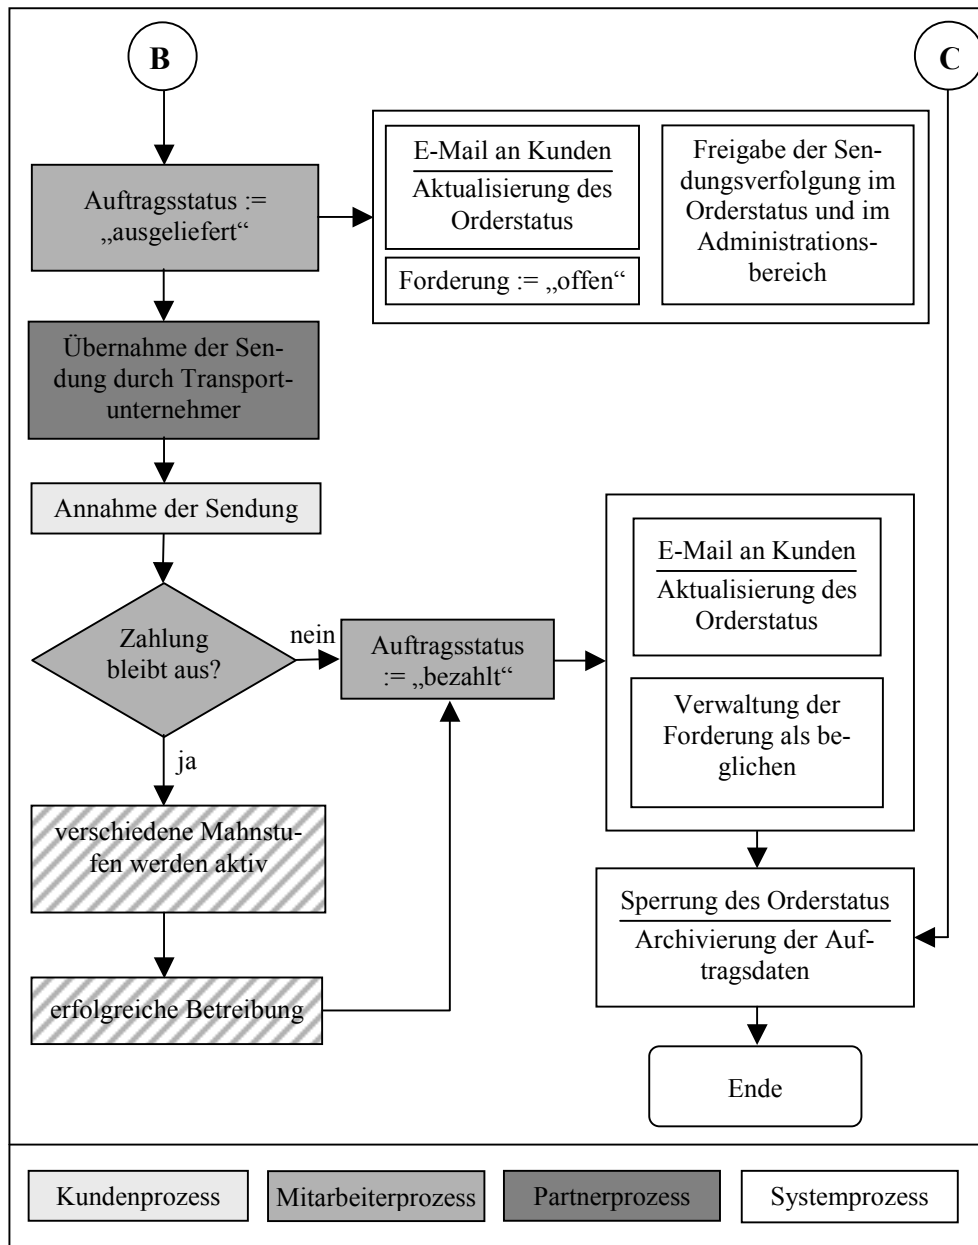 B
C
Auftragsstatus :=
„ausgeliefert“
E-Mail an Kunden
Aktualisierung des
Orderstatus
Forderung := „offen“
Freigabe der Sen-
dungsverfolgung im
Orderstatus und im
Administrations-
bereich
Übernahme der Sen-
dung durch Transport-
unternehmer
Annahme der Sendung
Zahlung
bleibt aus?
nein
ja
Auftragsstatus
:= „bezahlt“
E-Mail an Kunden
Aktualisierung des
Orderstatus
Verwaltung der
Forderung als be-
glichen
verschiedene Mahnstu-
fen werden aktiv
erfolgreiche Betreibung
Sperrung des Orderstatus
Archivierung der Auf-
tragsdaten
Ende
Kundenprozess
Mitarbeiterprozess
Partnerprozess
Systemprozess